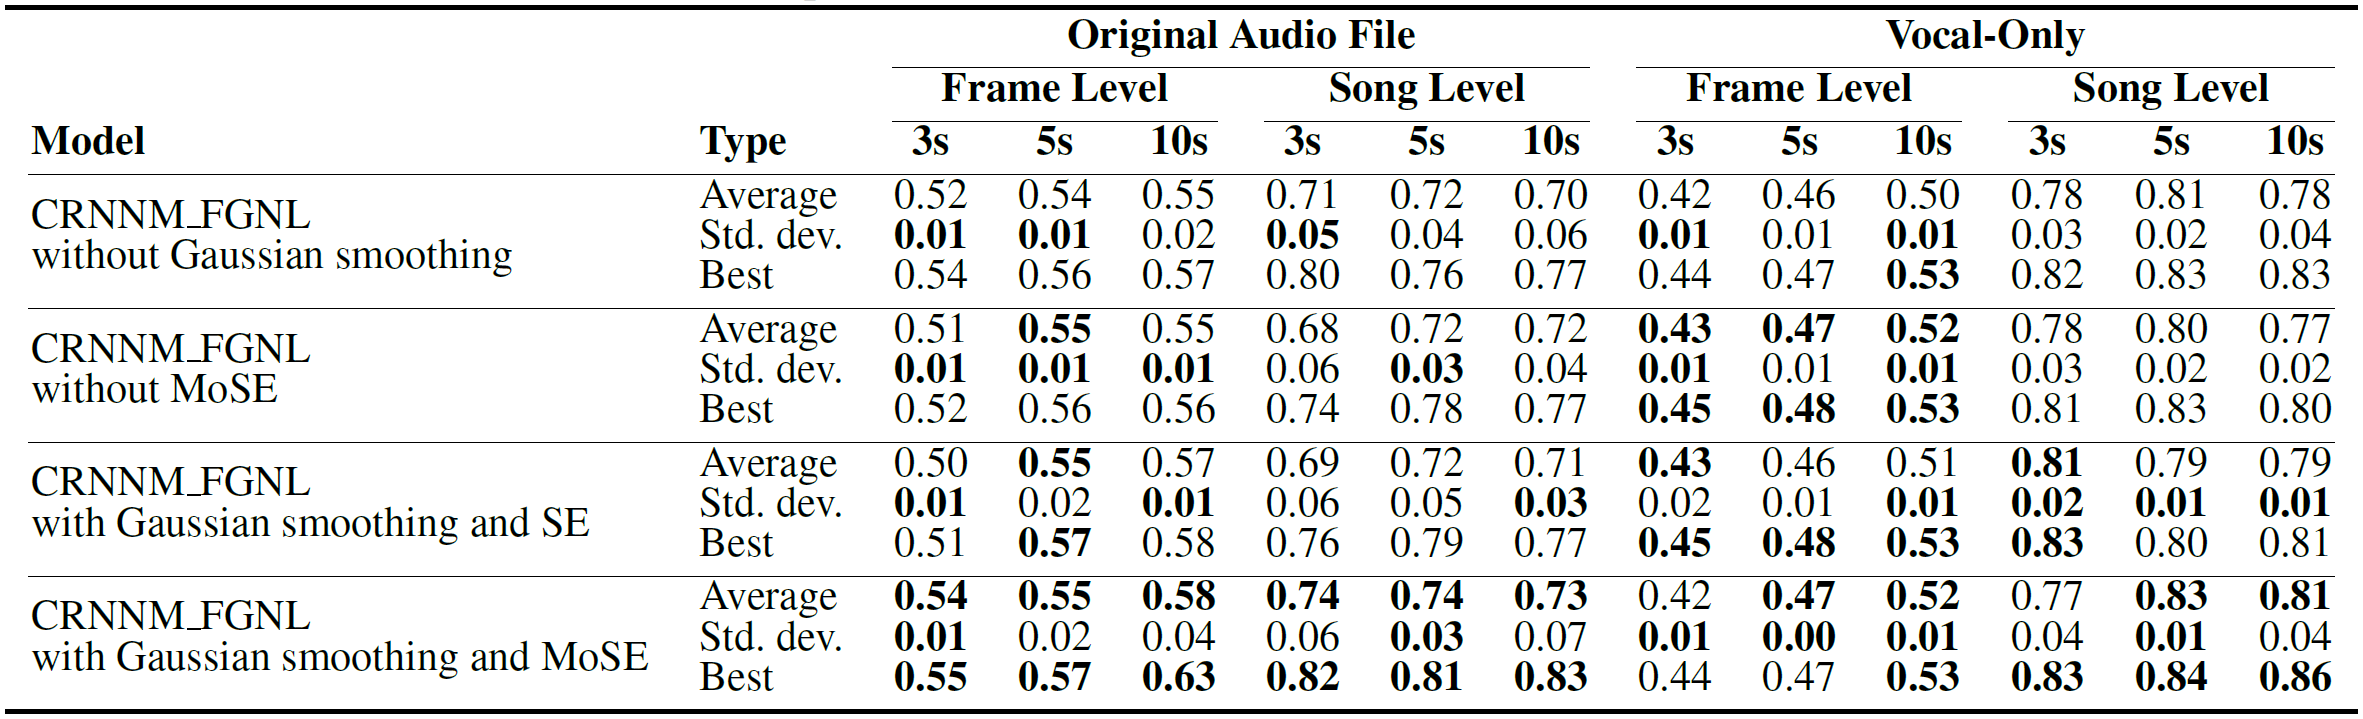 Original Audio File Vocal-Only
Frame Level Song Level Frame Level Song Level
Model Type 3s 5s 10s 3s 5s 10s 3s 5s 10s 3s 5s 10s
CRNNM_FGNL
without Gaussian smoothing
Average 0.52 0.54 0.55 0.71 0.72 0.70 0.42 0.46 0.50 0.78 0.81 0.78
Std. dev. 0.01 0.01 0.02 0.05 0.04 0.06 0.01 0.01 0.01 0.03 0.02 0.04
Best 0.54 0.56 0.57 0.80 0.76 0.77 0.44 0.47 0.53 0.82 0.83 0.83
CRNNM_FGNL
without MoSE
Average 0.51 0.55 0.55 0.68 0.72 0.72 0.43 0.47 0.52 0.78 0.80 0.77
Std. dev. 0.01 0.01 0.01 0.06 0.03 0.04 0.01 0.01 0.01 0.03 0.02 0.02
Best 0.52 0.56 0.56 0.74 0.78 0.77 0.45 0.48 0.53 0.81 0.83 0.80
CRNNM_FGNL
with Gaussian smoothing and SE
Average 0.50 0.55 0.57 0.69 0.72 0.71 0.43 0.46 0.51 0.81 0.79 0.79
Std. dev. 0.01 0.02 0.01 0.06 0.05 0.03 0.02 0.01 0.01 0.02 0.01 0.01
Best 0.51 0.57 0.58 0.76 0.79 0.77 0.45 0.48 0.53 0.83 0.80 0.81
CRNNM_FGNL
with Gaussian smoothing and MoSE
Average 0.54 0.55 0.58 0.74 0.74 0.73 0.42 0.47 0.52 0.77 0.83 0.81
Std. dev. 0.01 0.02 0.04 0.06 0.03 0.07 0.01 0.00 0.01 0.04 0.01 0.04
Best 0.55 0.57 0.63 0.82 0.81 0.83 0.44 0.47 0.53 0.83 0.84 0.86